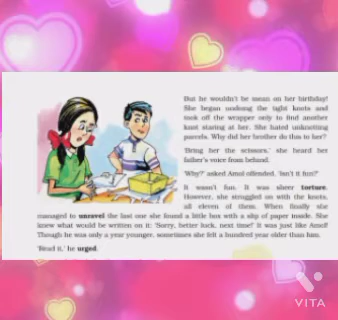 But he wouldn't be mean on her birthday!
She began undoing the tight knots and
took off the wrapper only to find another
knot staring at her. She hated unknotting
parcels. Why did her brother do this to her?
'Bring her the scissors,' she heard her
father's voice from behind.
'Why?' asked Amol offended, 'Isn't it fun?'
It wasn't fun. It was sheer torture.
However, she struggled on with the knots,
all eleven of them. When finally she
managed to unravel the last one she found a little box with a slip of paper inside. She
knew what would be written on it: 'Sorry, better luck, next time!' It was just like Amol!
Though he was only a year younger, sometimes she felt a hundred year older than him.
'Read it,' he urged.
VITA